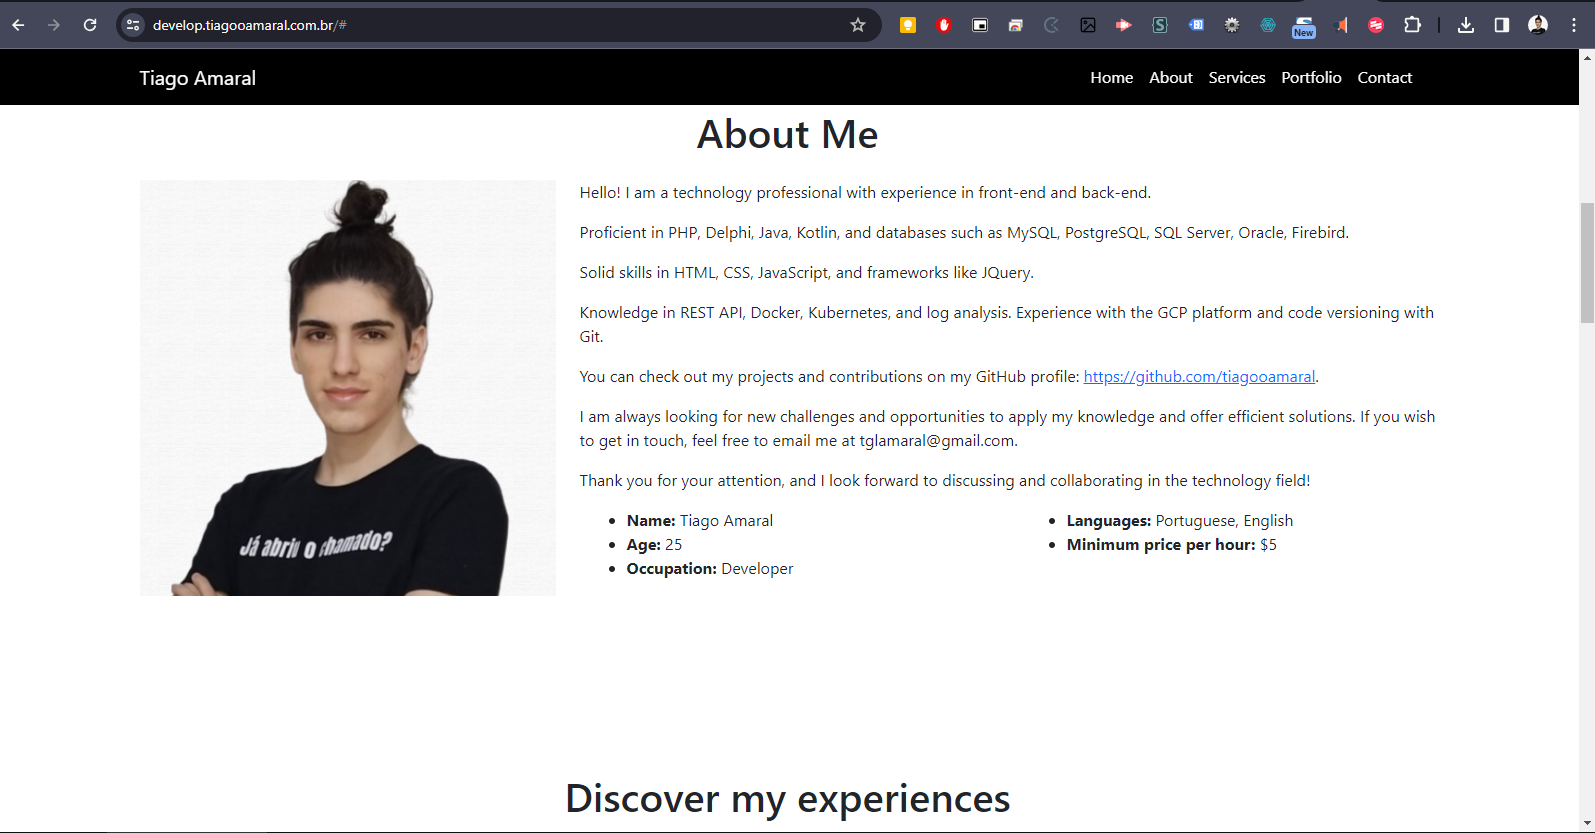 develop.tiagooamaral.com.br/#
New
Tiago Amaral
Home About Services Portfolio Contact
About Me
Hello! I am a technology professional with experience in front-end and back-end.
Proficient in PHP, Delphi, Java, Kotlin, and databases such as MySQL, PostgreSQL, SQL Server, Oracle, Firebird.
Solid skills in HTML, CSS, JavaScript, and frameworks like JQuery.
Knowledge in REST API, Docker, Kubernetes, and log analysis. Experience with the GCP platform and code versioning with
Git.
You can check out my projects and contributions on my GitHub profile: https://github.com/tiagooamaral.
I am always looking for new challenges and opportunities to apply my knowledge and offer efficient solutions. If you wish
to get in touch, feel free to email me at tglamaral@gmail.com.
Thank you for your attention, and I look forward to discussing and collaborating in the technology field!
Já abriu o chamado?
Name: Tiago Amaral
Age: 25
Occupation: Developer
Languages: Portuguese, English
Minimum price per hour: $5
Discover my experiences